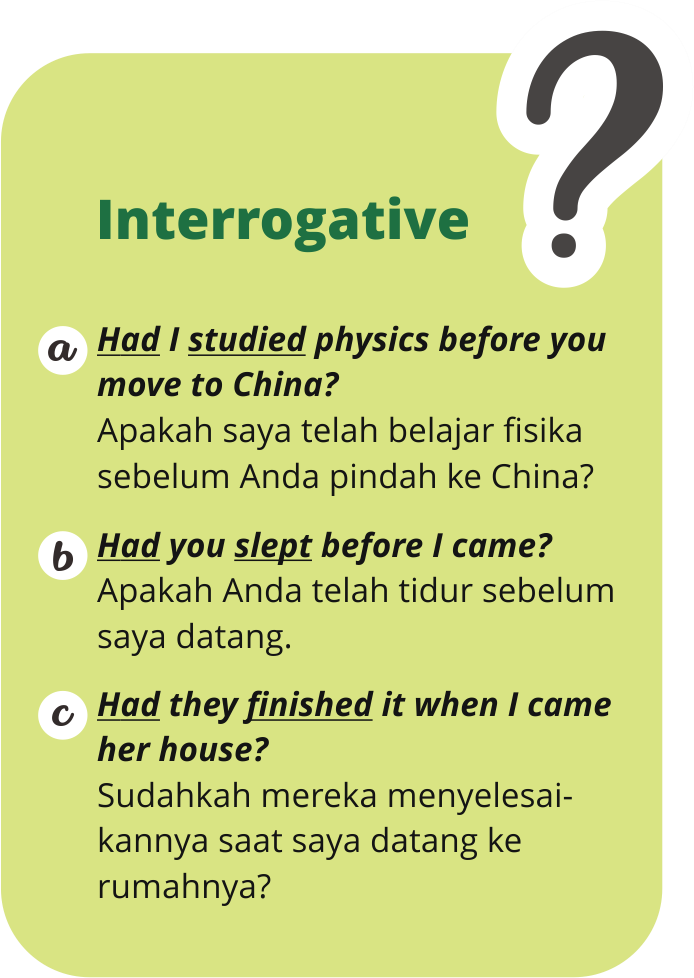 ?
Interrogative
a Had I studied physics before you
move to China?
Apakah saya telah belajar fisika
sebelum Anda pindah ke China?
b Had you slept before I came?
Apakah Anda telah tidur sebelum
saya datang.
c Had they finished it when I came
her house?
Sudahkah mereka menyelesai-
kannya saat saya datang ke
rumahnya?